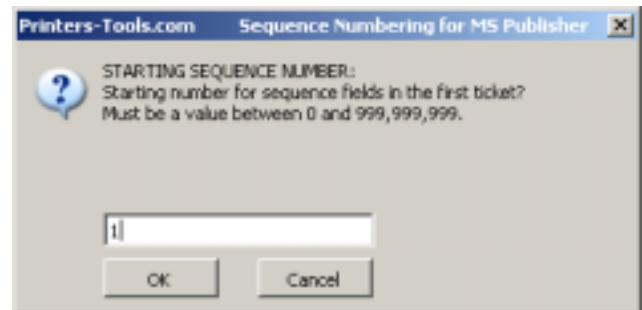 Printers-Tools.com Sequence Numbering for MS Publisher
STARTING SEQUENCE NUMBER:
Starting number for sequence fields in the first ticket?
Must be a value between 0 and 999,999,999.
1
OK Cancel